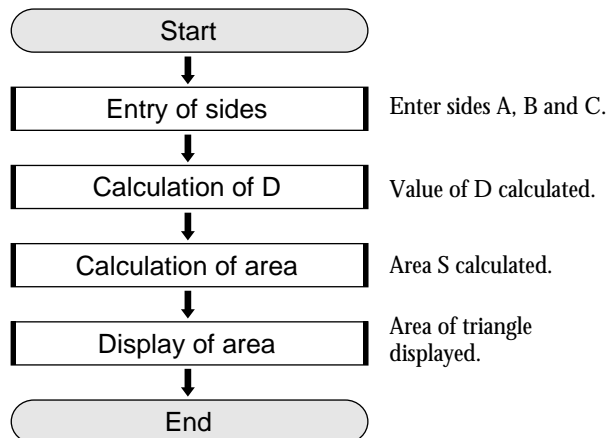 Start
Entry of sides
Enter sides A, B and C.
Calculation of D
Value of D calculated.
Calculation of area
Area S calculated.
Display of area
Area of triangle
displayed.
End